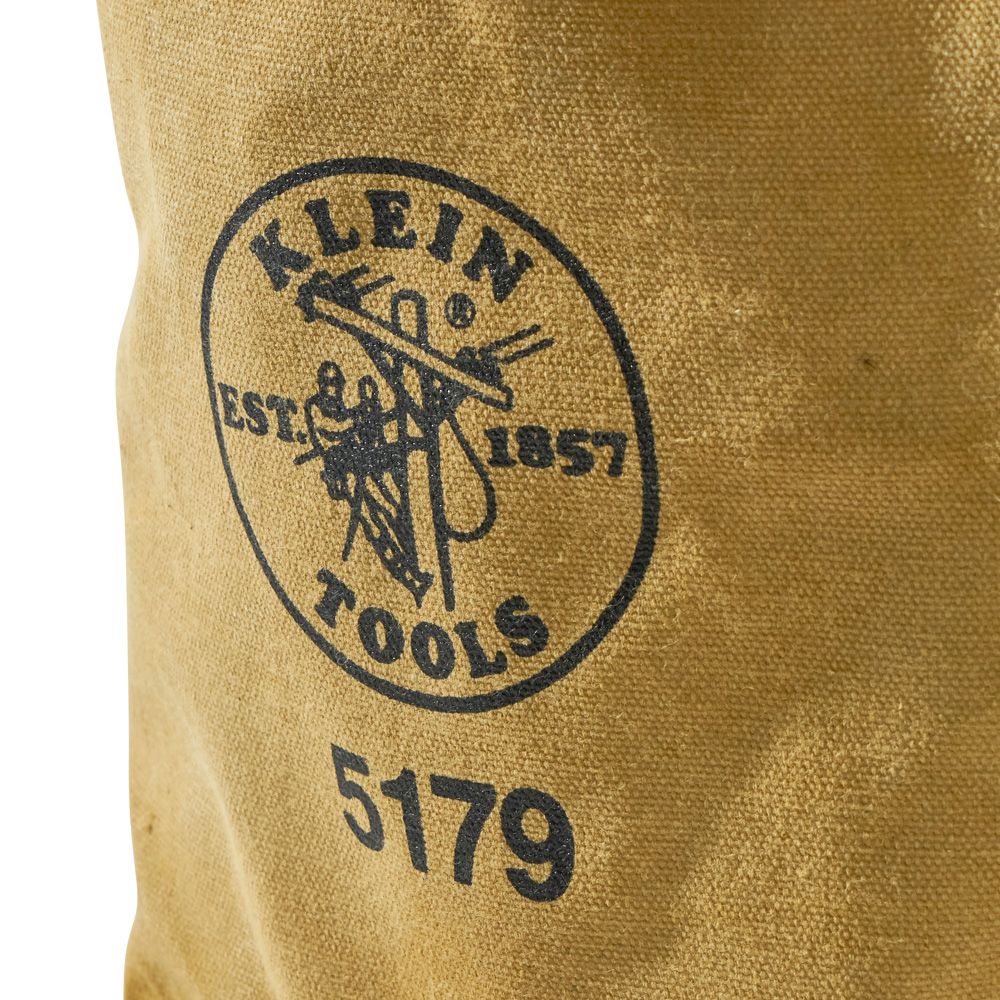 KLEIN
®
EST. 1857
TOOLS
5179